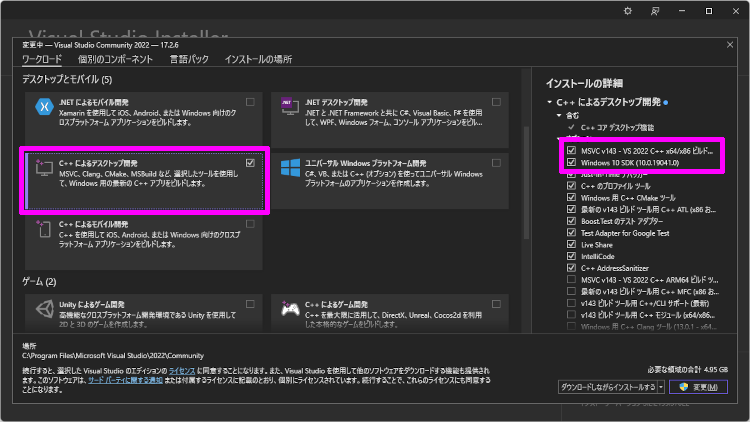 Visual Studio Installer
変更中 — Visual Studio Community 2022 — 17.2.6
ワークロード 個別のコンポーネント 言語パック インストールの場所
デスクトップとモバイル (5)
.NET によるモバイル開発
Xamarin を使用して iOS、Android、または Windows 向けのク
ロスプラットフォーム アプリケーションをビルドします。
.NET デスクトップ開発
.NET と .NET Framework と共に C#、Visual Basic、F# を使用
して、WPF、Windows フォーム、コンソール アプリケーションをビル...
C++ によるデスクトップ開発
MSVC、Clang、CMake、MSBuild など、選択したツールを使用し
て、Windows 用の最新の C++ アプリをビルドします。
ユニバーサル Windows プラットフォーム開発
C#、VB、または C++ (オプション) を使ってユニバーサル Windows
プラットフォームのアプリケーションを作成します。
C++ によるモバイル開発
C++ を使用して iOS、Android、または Windows 向けのクロスプ
ラットフォーム アプリケーションをビルドします。
ゲーム (2)
Unity によるゲーム開発
高機能なクロスプラットフォーム開発環境である Unity を使用して
2D と 3D のゲームを作成します。
C++ によるゲーム開発
C++ を最大限に活用して、DirectX、Unreal、Cocos2d を利用
した本格的なゲームをビルドします。
インストールの詳細
C++ によるデスクトップ開発
含む
C++ コア デスクトップ機能
MSVC v143 - VS 2022 C++ x64/x86 ビルド...
Windows 10 SDK (10.0.19041.0)
Just-In-Time デバッガー
C++ のプロファイル ツール
Windows 用 C++ CMake ツール
最新の v143 ビルド ツール用 C++ ATL (x86 お...
Boost.Test のテスト アダプター
Test Adapter for Google Test
Live Share
IntelliCode
C++ AddressSanitizer
MSVC v143 - VS 2022 C++ ARM64 ビルド ツ...
最新の v143 ビルド ツール用 C++ MFC (x86 お...
v143 ビルド ツール用 C++/CLI サポート (最新)
v143 ビルド ツール用 C++ モジュール (x64/x86...
Windows 用 C++ Clang ツール (13.0.1 - x64/x...
場所
C:\Program Files\Microsoft Visual Studio\2022\Community
続行すると、選択した Visual Studio のエディションの ライセンス に同意することになります。また、Visual Studio を使用して他のソフトウェアをダウンロードする機能も提供されま
す。このソフトウェアは、サード パーティに関する通知 または付属するライセンスに記載のとおり、個別にライセンスされています。続行することで、これらのライセンスにも同意する
ことになります。
必要な領域の合計 4.95 GB
ダウンロードしながらインストールする
変更(M)